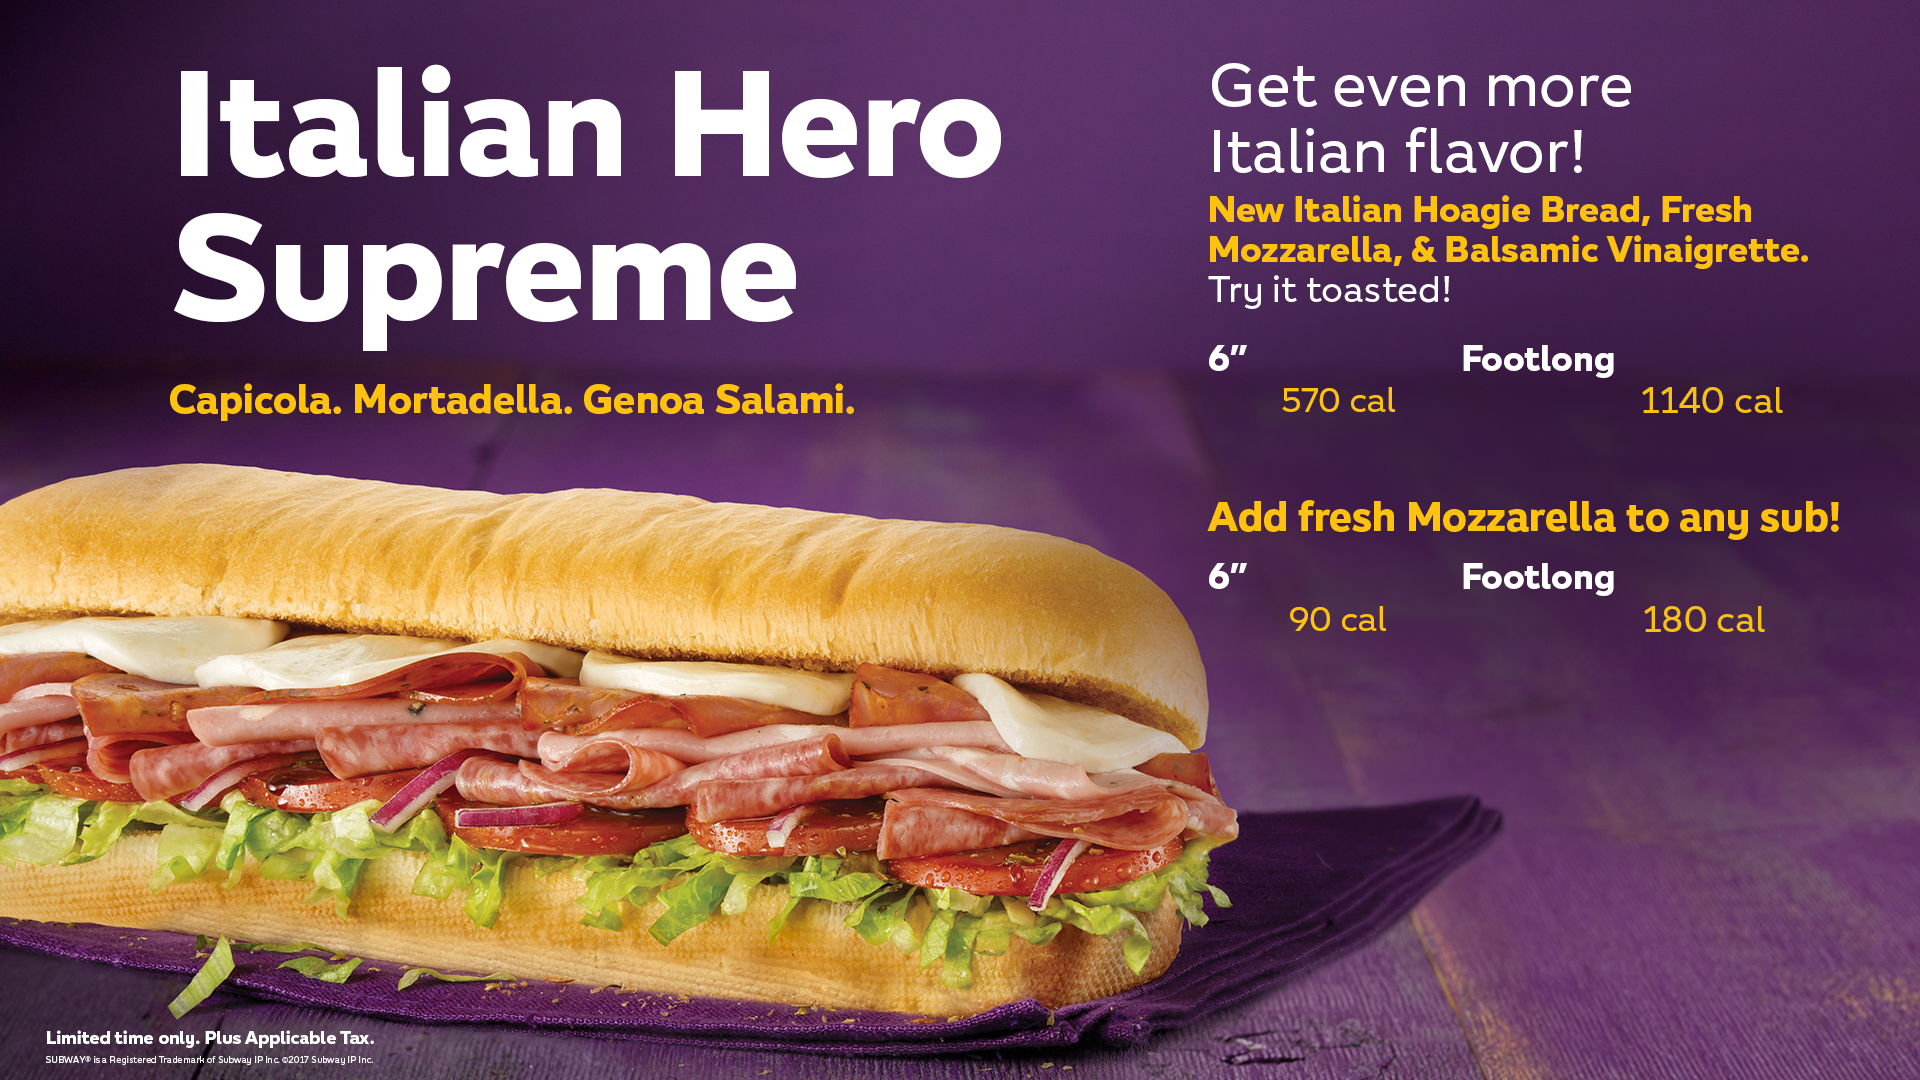 Italian Hero
Supreme
Capicola. Mortadella. Genoa Salami.
Get even more
Italian flavor!
New Italian Hoagie Bread, Fresh
Mozzarella, & Balsamic Vinaigrette.
Try it toasted!
6” Footlong
570 cal 1140 cal
Add fresh Mozzarella to any sub!
6” Footlong
90 cal 180 cal
Limited time only. Plus Applicable Tax.
SUBWAY® is a Registered Trademark of Subway IP Inc. ©2017 Subway IP Inc.